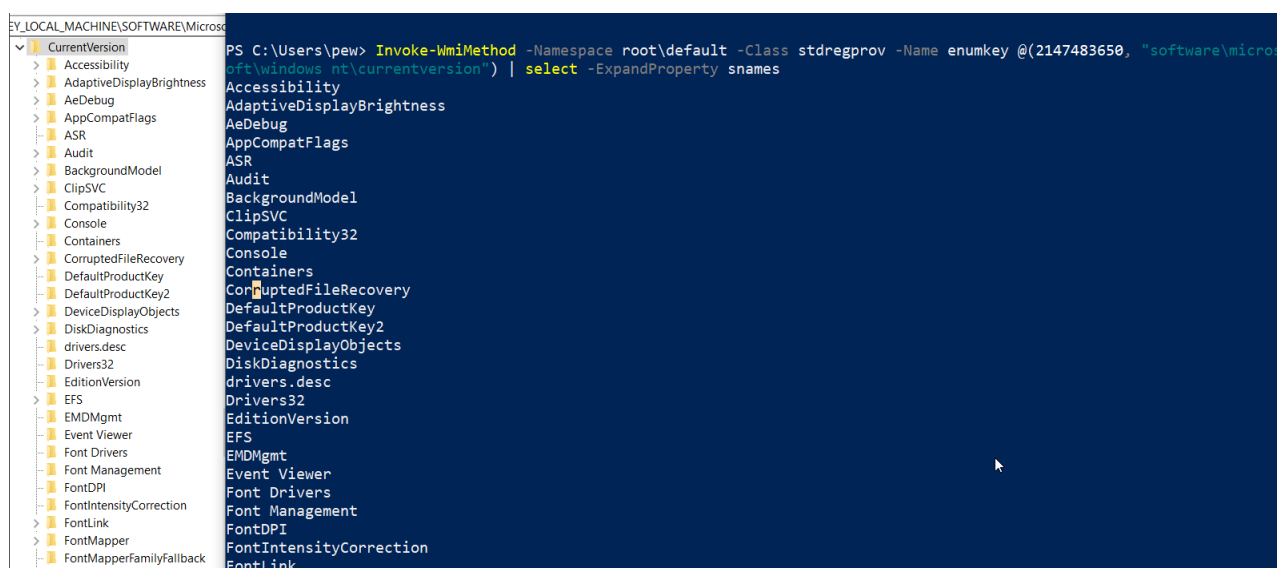 EY_LOCAL_MACHINE\SOFTWARE\Microso
CurrentVersion
Accessibility
AdaptiveDisplayBrightness
AeDebug
AppCompatFlags
ASR
Audit
BackgroundModel
ClipSVC
Compatibility32
Console
Containers
CorruptedFileRecovery
DefaultProductKey
DefaultProductKey2
DeviceDisplayObjects
DiskDiagnostics
drivers.desc
Drivers32
EditionVersion
EFS
EMDMgmt
Event Viewer
Font Drivers
Font Management
FontDPI
FontIntensityCorrection
FontLink
FontMapper
FontMapperFamilyFallback
PS C:\Users\pew> Invoke-WmiMethod -Namespace root\default -Class stdregprov -Name enumkey @(2147483650, "software\micros
oft\windows nt\currentversion") | select -ExpandProperty snames
Accessibility
AdaptiveDisplayBrightness
AeDebug
AppCompatFlags
ASR
Audit
BackgroundModel
ClipSVC
Compatibility32
Console
Containers
CorruptedFileRecovery
DefaultProductKey
DefaultProductKey2
DeviceDisplayObjects
DiskDiagnostics
drivers.desc
Drivers32
EditionVersion
EFS
EMDMgmt
Event Viewer
Font Drivers
Font Management
FontDPI
FontIntensityCorrection
FontLink